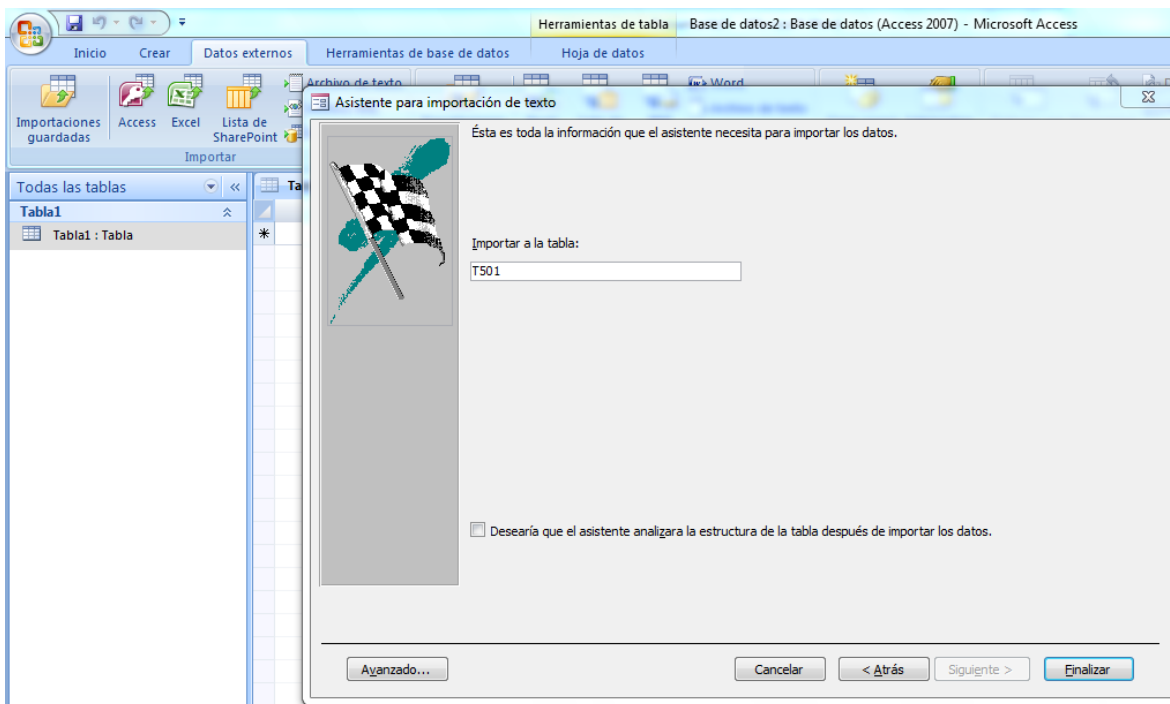 Herramientas de tabla Base de datos2 : Base de datos (Access 2007) - Microsoft Access
Inicio Crear Datos externos Herramientas de base de datos Hoja de datos
Archivo de texto Word
Importaciones guardadas Access Excel Lista de SharePoint
Importar
Asistente para importación de texto
Todas las tablas
Tabla1
Tabla1 : Tabla
Ésta es toda la información que el asistente necesita para importar los datos.
Importar a la tabla:
T501
Desearía que el asistente analizara la estructura de la tabla después de importar los datos.
Avanzado... Cancelar < Atrás Siguiente > Finalizar